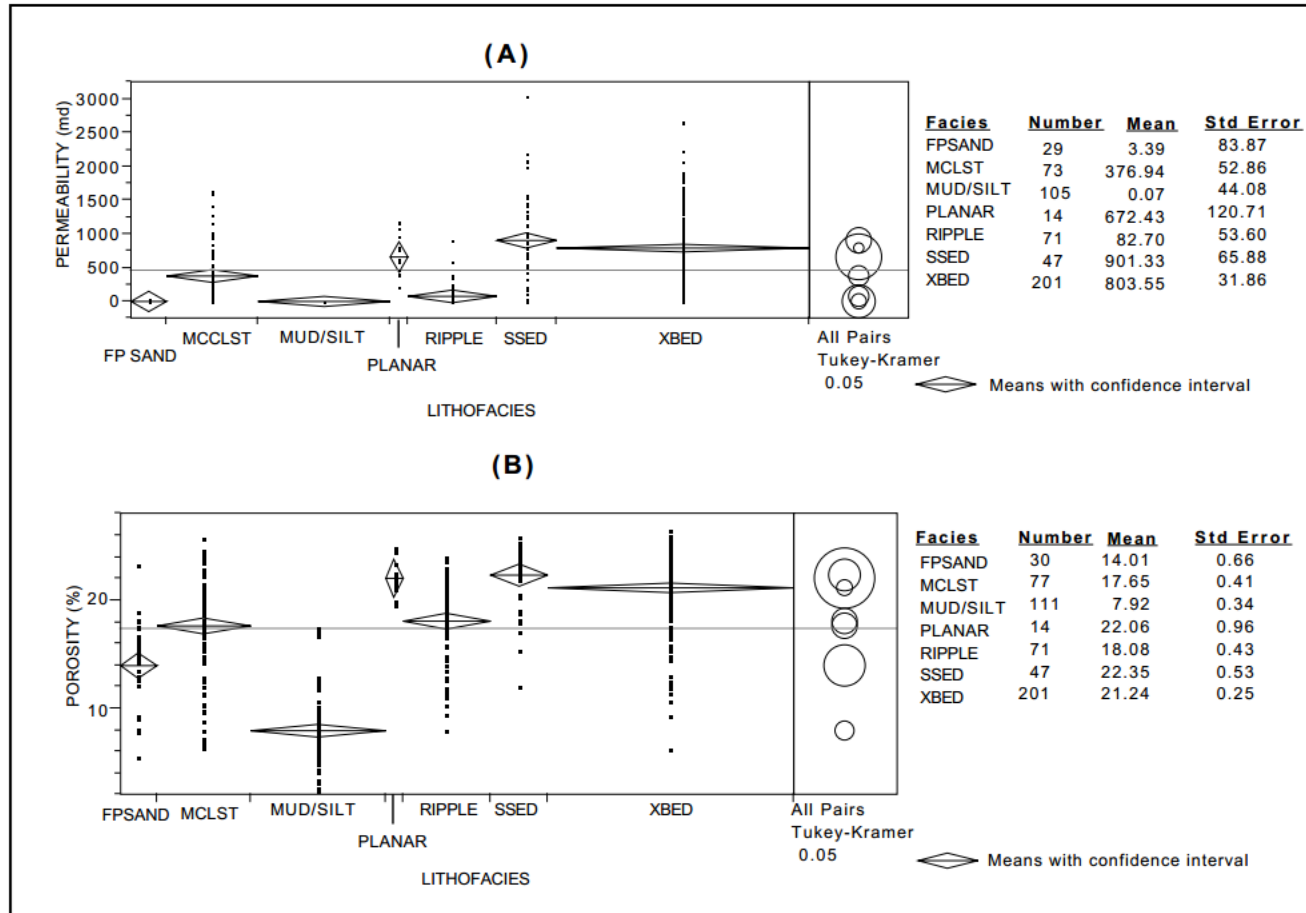 (A)
PERMEABILITY (md)
3000
2500
2000
1500
1000
500
0
FP SAND
MCCLST
MUD/SILT
PLANAR
RIPPLE
SSED
XBED
All Pairs
Tukey-Kramer
0.05
LITHOFACIES
Facies Number Mean Std Error
FPSAND 29 3.39 83.87
MCLST 73 376.94 52.86
MUD/SILT 105 0.07 44.08
PLANAR 14 672.43 120.71
RIPPLE 71 82.70 53.60
SSED 47 901.33 65.88
XBED 201 803.55 31.86
Means with confidence interval
(B)
POROSITY (%)
20
10
FPSAND
MCLST
MUD/SILT
PLANAR
RIPPLE
SSED
XBED
All Pairs
Tukey-Kramer
0.05
LITHOFACIES
Facies Number Mean Std Error
FPSAND 30 14.01 0.66
MCLST 77 17.65 0.41
MUD/SILT 111 7.92 0.34
PLANAR 14 22.06 0.96
RIPPLE 71 18.08 0.43
SSED 47 22.35 0.53
XBED 201 21.24 0.25
Means with confidence interval